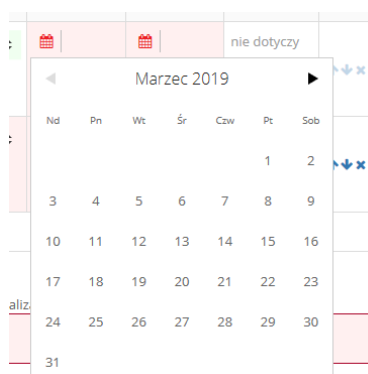 nie dotyczy
Marzec 2019
Nd Pn Wt Śr Czw Pt Sob
1 2
3 4 5 6 7 8 9
10 11 12 13 14 15 16
17 18 19 20 21 22 23
aliz
24 25 26 27 28 29 30
31